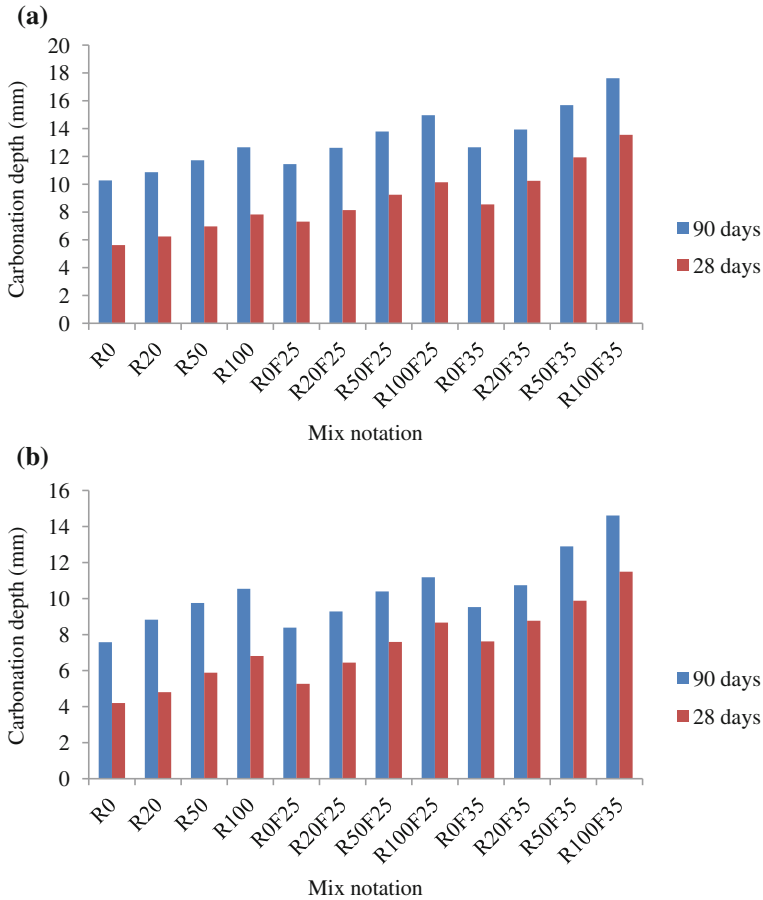 (a)
20
18
16
14
12
10
8
6
4
2
0
Carbonation depth (mm)
R0
R20
R50
R100
R0F25
R20F25
R50F25
R100F25
R0F35
R20F35
R50F35
R100F35
Mix notation
90 days
28 days
(b)
16
14
12
10
8
6
4
2
0
Carbonation depth (mm)
R0
R20
R50
R100
R0F25
R20F25
R50F25
R100F25
R0F35
R20F35
R50F35
R100F35
Mix notation
90 days
28 days